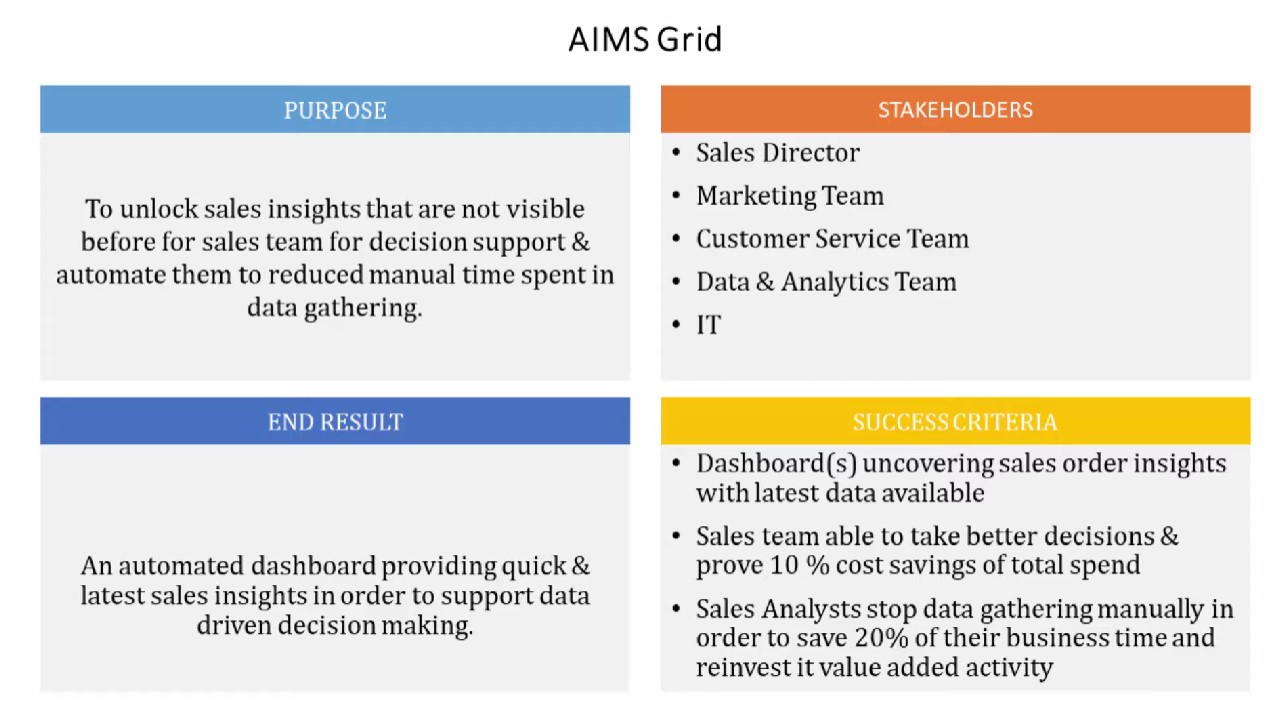 AIMS Grid
PURPOSE
To unlock sales insights that are not visible
before for sales team for decision support &
automate them to reduced manual time spent in
data gathering.
STAKEHOLDERS
• Sales Director
• Marketing Team
• Customer Service Team
• Data & Analytics Team
• IT
END RESULT
An automated dashboard providing quick &
latest sales insights in order to support data
driven decision making.
SUCCESS CRITERIA
• Dashboard(s) uncovering sales order insights
with latest data available
• Sales team able to take better decisions &
prove 10 % cost savings of total spend
• Sales Analysts stop data gathering manually in
order to save 20% of their business time and
reinvest it value added activity